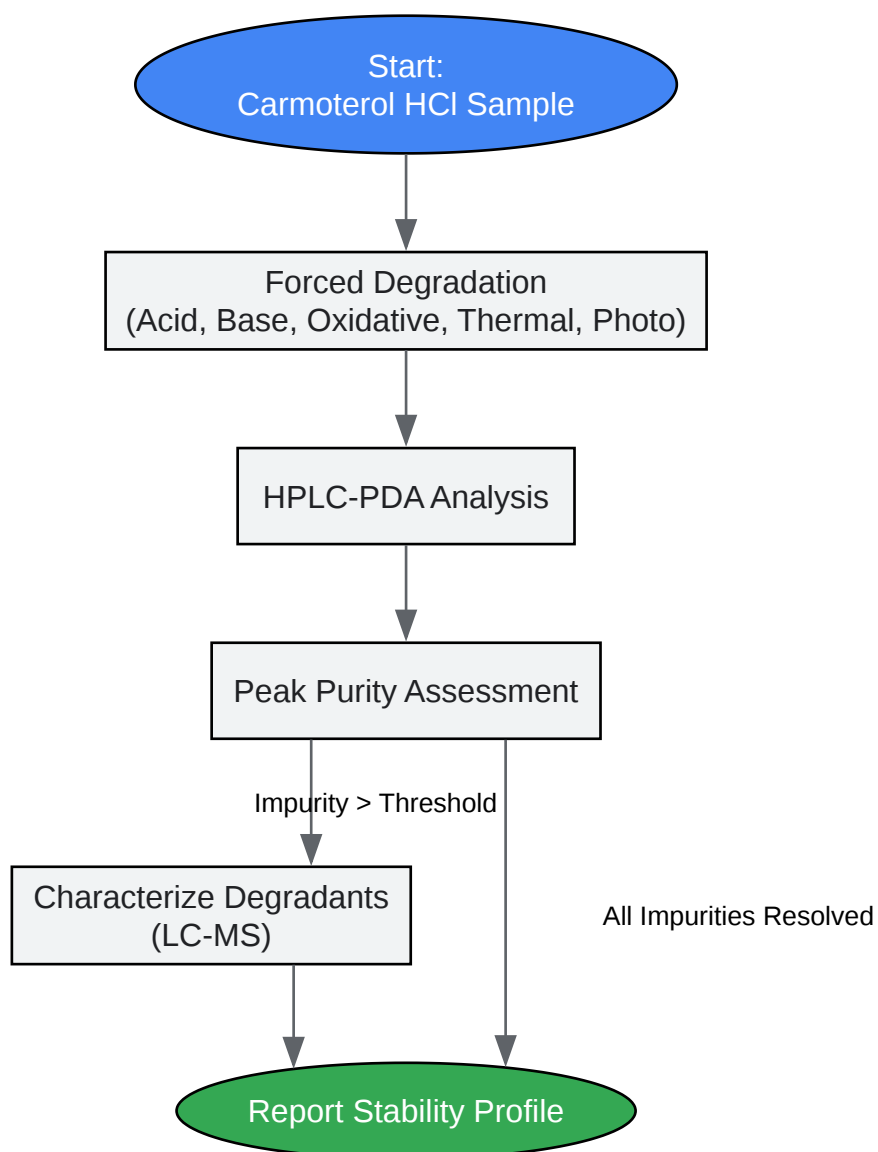 Start:
Carmoterol HCl Sample
Forced Degradation
(Acid, Base, Oxidative, Thermal, Photo)
HPLC-PDA Analysis
Peak Purity Assessment
Impurity > Threshold
Characterize Degradants
(LC-MS)
All Impurities Resolved
Report Stability Profile